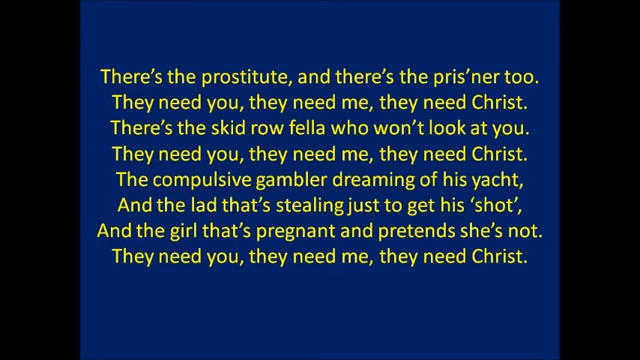 There’s the prostitute, and there’s the pris’ner too.
They need you, they need me, they need Christ.
There’s the skid row fella who won’t look at you.
They need you, they need me, they need Christ.
The compulsive gambler dreaming of his yacht,
And the lad that’s stealing just to get his ‘shot’,
And the girl that’s pregnant and pretends she’s not.
They need you, they need me, they need Christ.